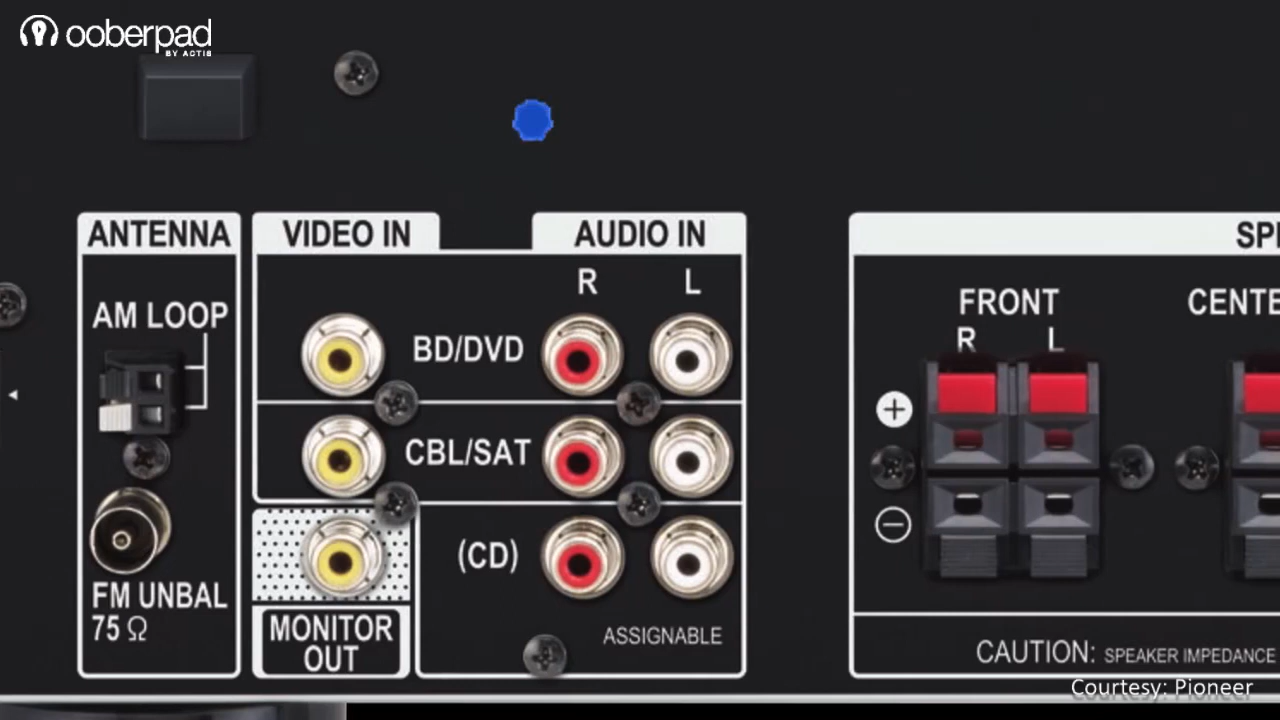 ooberpad
BY ACTIS
ANTENNA
VIDEO IN
AUDIO IN
R L
AM LOOP
BD/DVD
CBL/SAT
(CD)
FM UNBAL
75 Ω
MONITOR
OUT
ASSIGNABLE
FRONT
R L
+
−
CAUTION: SPEAKER IMPEDANCE
Courtesy: Pioneer